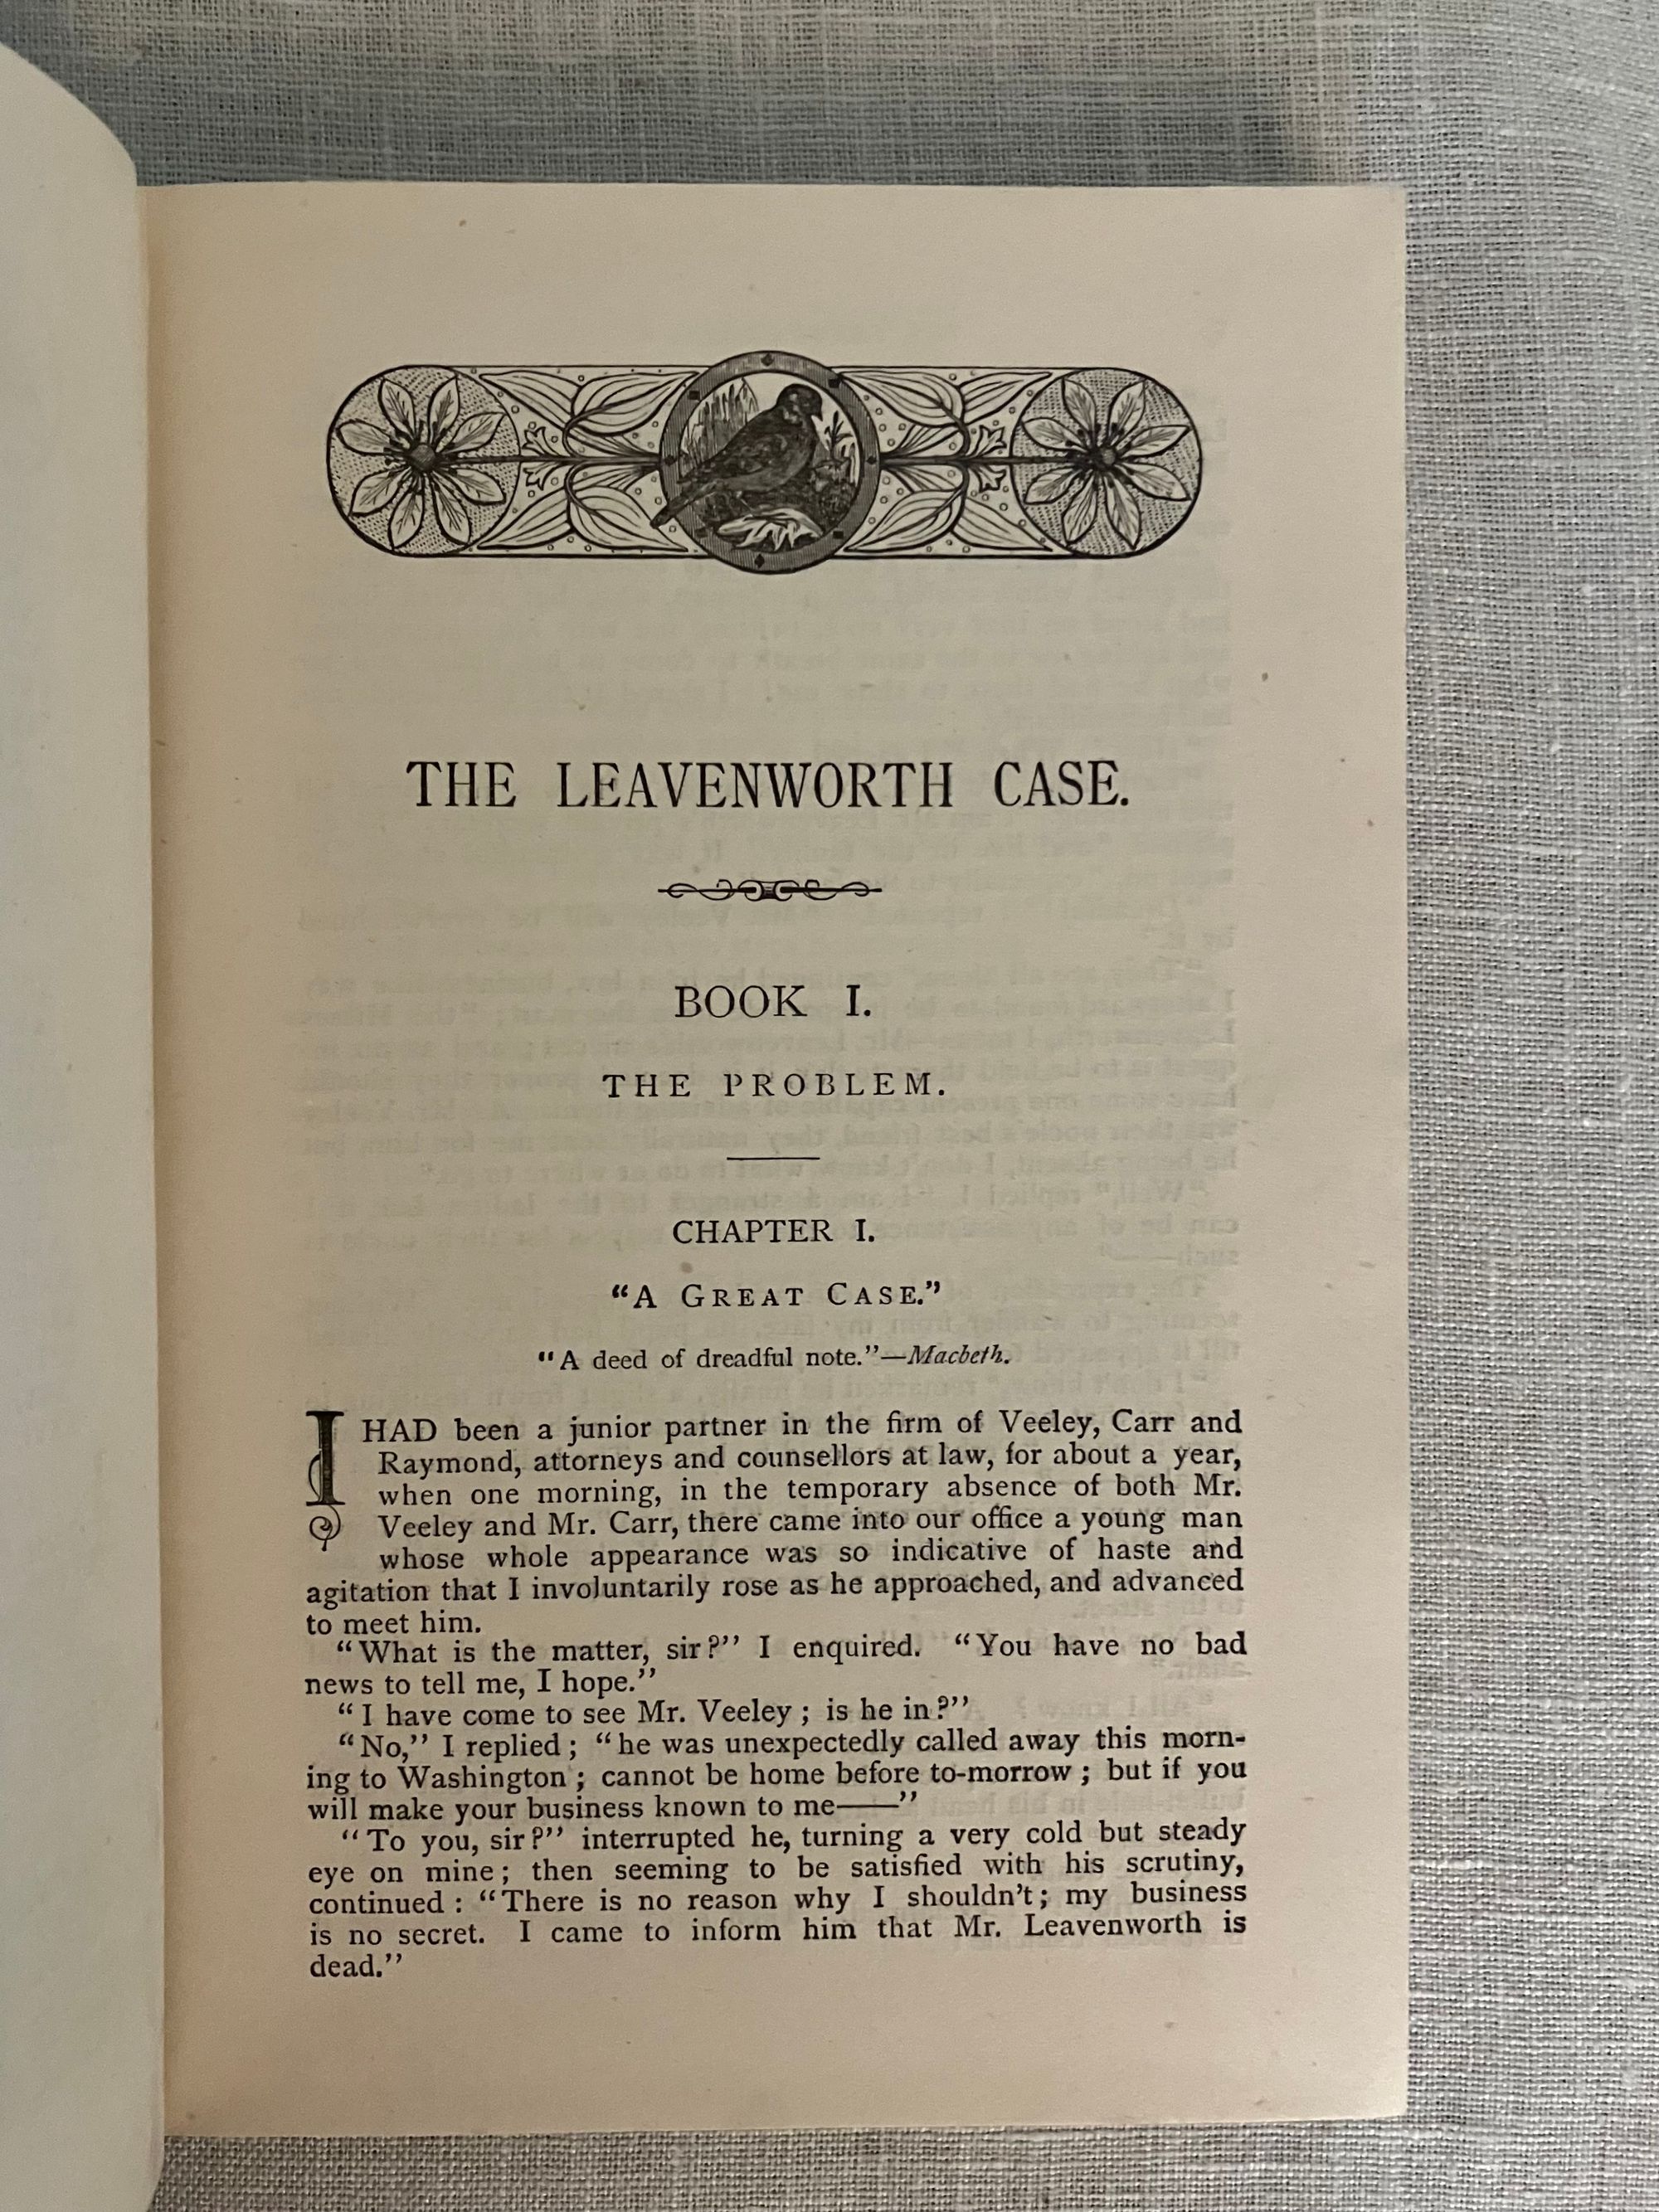 THE LEAVENWORTH CASE.
BOOK I.
THE PROBLEM.
CHAPTER I.
“A GREAT CASE.”
“A deed of dreadful note.”—Macbeth.
I HAD been a junior partner in the firm of Veeley, Carr and
Raymond, attorneys and counsellors at law, for about a year,
when one morning, in the temporary absence of both Mr.
Veeley and Mr. Carr, there came into our office a young man
whose whole appearance was so indicative of haste and
agitation that I involuntarily rose as he approached, and advanced
to meet him.
“What is the matter, sir?” I enquired. “You have no bad
news to tell me, I hope.”
“I have come to see Mr. Veeley; is he in?”
“No,” I replied; “he was unexpectedly called away this morn-
ing to Washington; cannot be home before to-morrow; but if you
will make your business known to me——”
“To you, sir?” interrupted he, turning a very cold but steady
eye on mine; then seeming to be satisfied with his scrutiny,
continued: “There is no reason why I shouldn’t; my business
is no secret. I came to inform him that Mr. Leavenworth is
dead.”